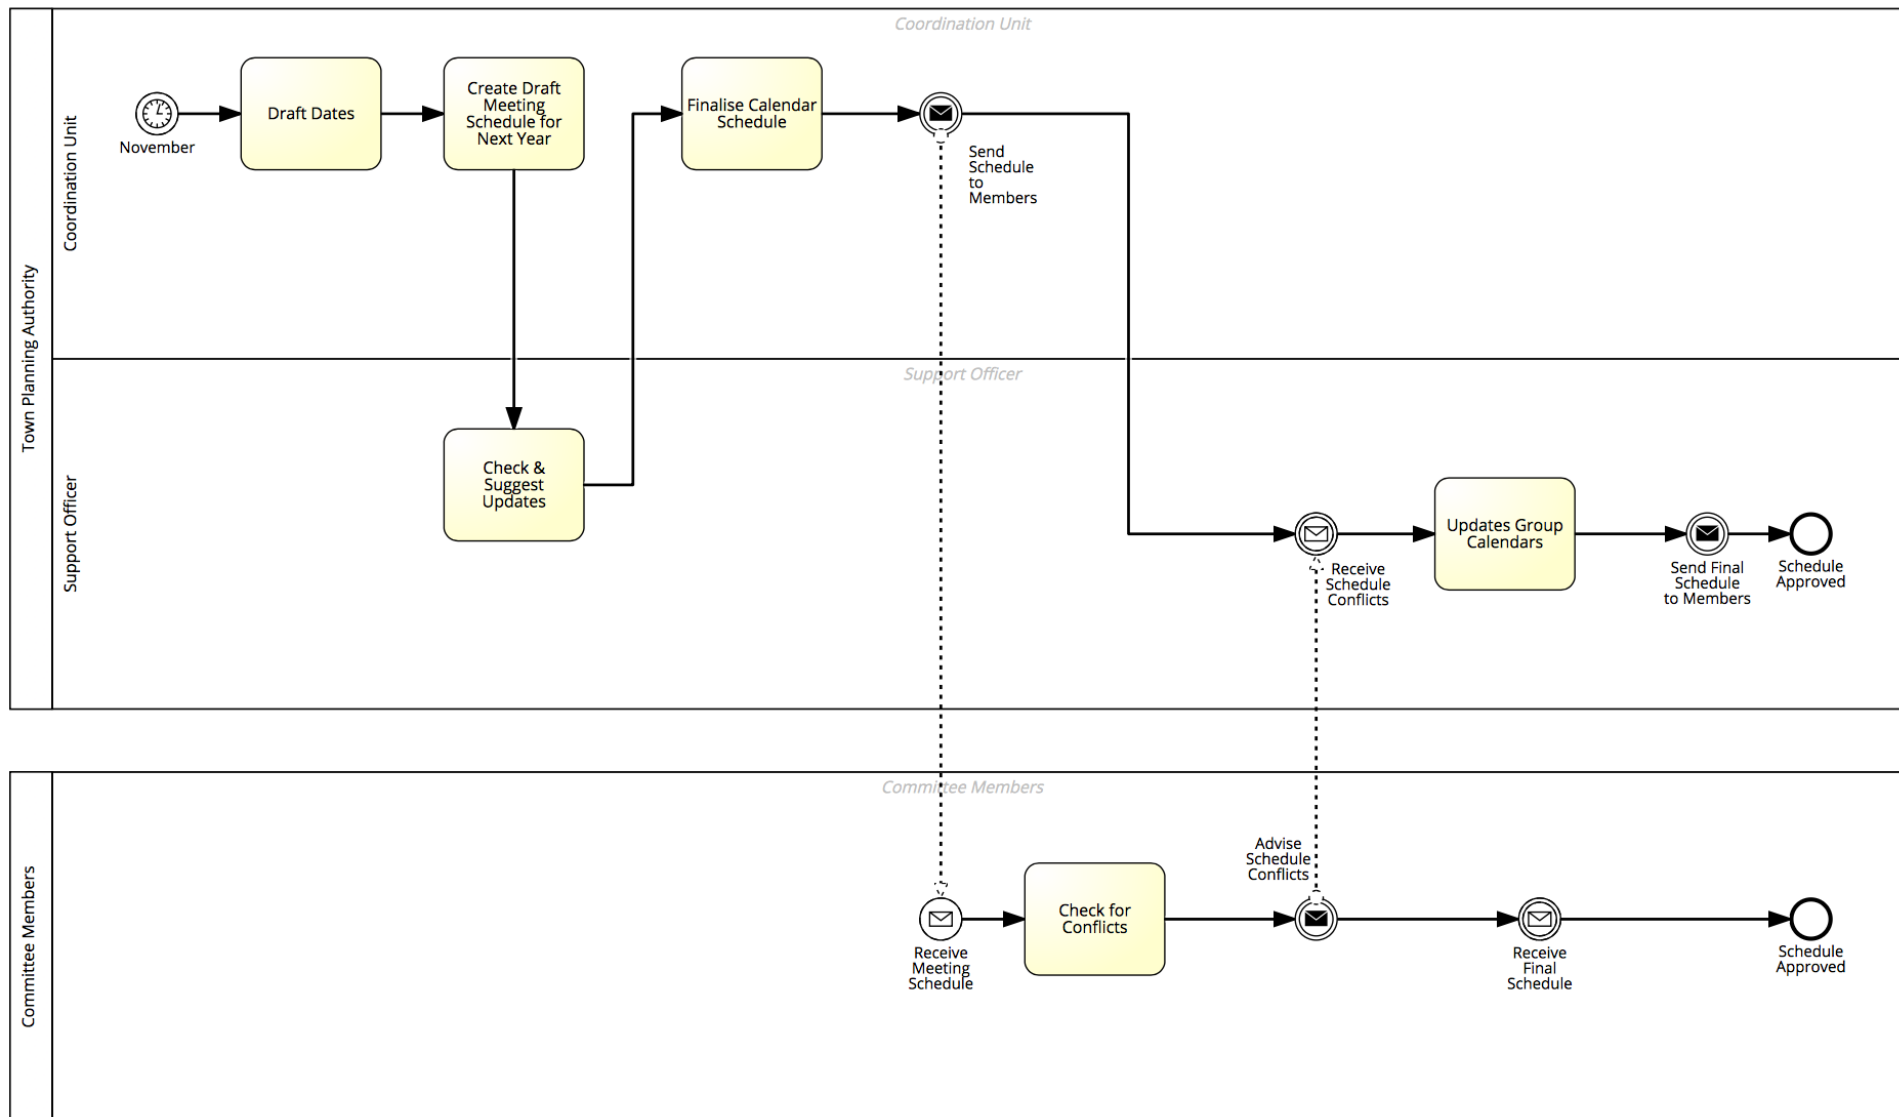 Coordination Unit
Town Planning Authority
Coordination Unit
November
Draft Dates
Create Draft
Meeting
Schedule for
Next Year
Finalise Calendar
Schedule
Send
Schedule
to
Members
Support Officer
Support Officer
Check &
Suggest
Updates
Receive
Schedule
Conflicts
Updates Group
Calendars
Send Final
Schedule
to Members
Schedule
Approved
Committee Members
Committee Members
Receive
Meeting
Schedule
Check for
Conflicts
Advise
Schedule
Conflicts
Receive
Final
Schedule
Schedule
Approved